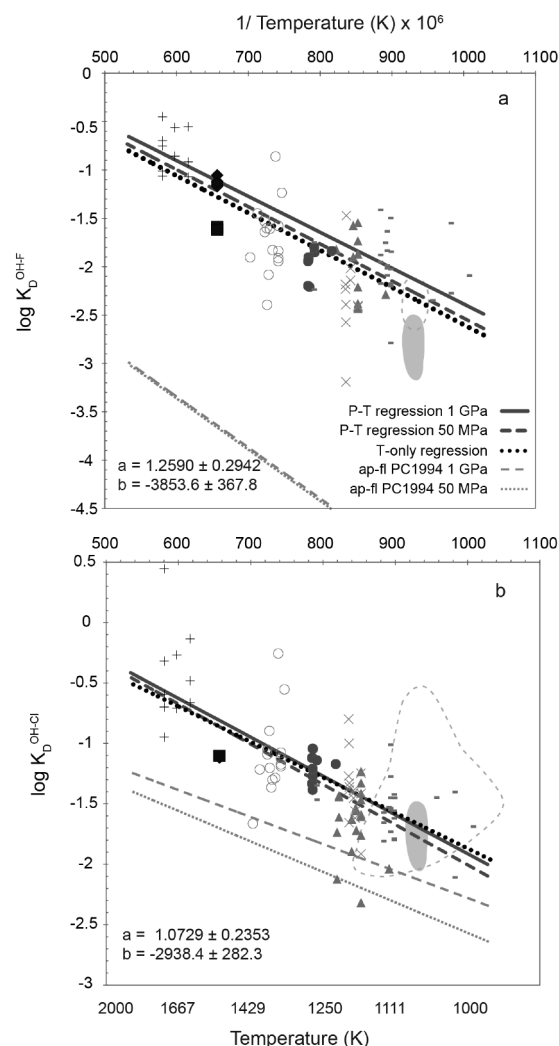 1/ Temperature (K) x 10⁶
500 600 700 800 900 1000 1100
a
0
-0.5
-1
-1.5
-2
-2.5
-3
-3.5
-4
-4.5
log K_D^OH-F
P-T regression 1 GPa
P-T regression 50 MPa
T-only regression
ap-fl PC1994 1 GPa
ap-fl PC1994 50 MPa
a = 1.2590 ± 0.2942
b = -3853.6 ± 367.8
500 600 700 800 900 1000 1100
b
0.5
0
-0.5
-1
-1.5
-2
-2.5
-3
log K_D^OH-Cl
a = 1.0729 ± 0.2353
b = -2938.4 ± 282.3
2000 1667 1429 1250 1111 1000
Temperature (K)